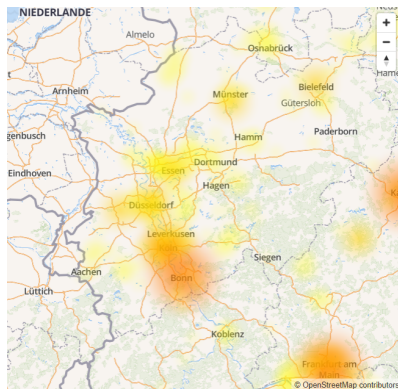 NIEDERLANDE
Almelo
Osnabrück
Arnheim
Münster
Bielefeld
Gütersloh
Hamm
Paderborn
Eindhoven
Dortmund
Essen
Hagen
Düsseldorf
Leverkusen
Siegen
Aachen
Bonn
Lüttich
Koblenz
Frankfurt am
Main
© OpenStreetMap contributors